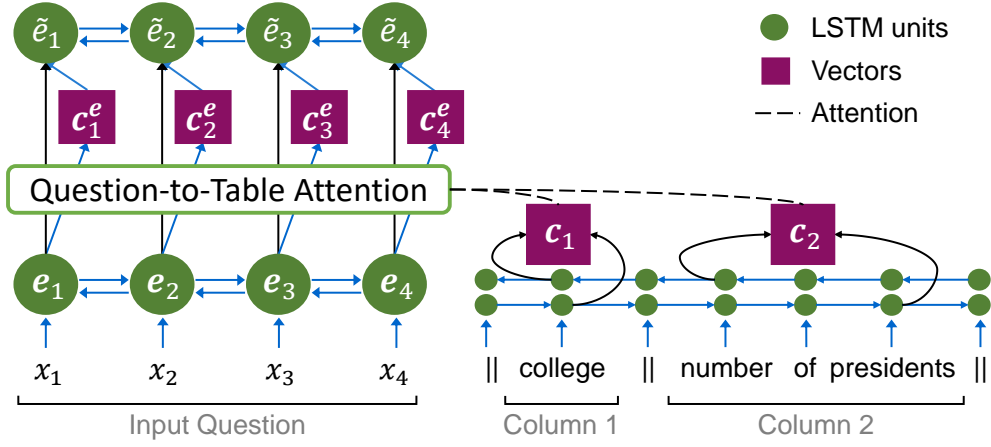 ẽ₁ ẽ₂ ẽ₃ ẽ₄
LSTM units
Vectors
Attention
c₁ᵉ c₂ᵉ c₃ᵉ c₄ᵉ
Question-to-Table Attention
c₁ c₂
e₁ e₂ e₃ e₄
x₁ x₂ x₃ x₄
|| college || number of presidents ||
Input Question
Column 1
Column 2